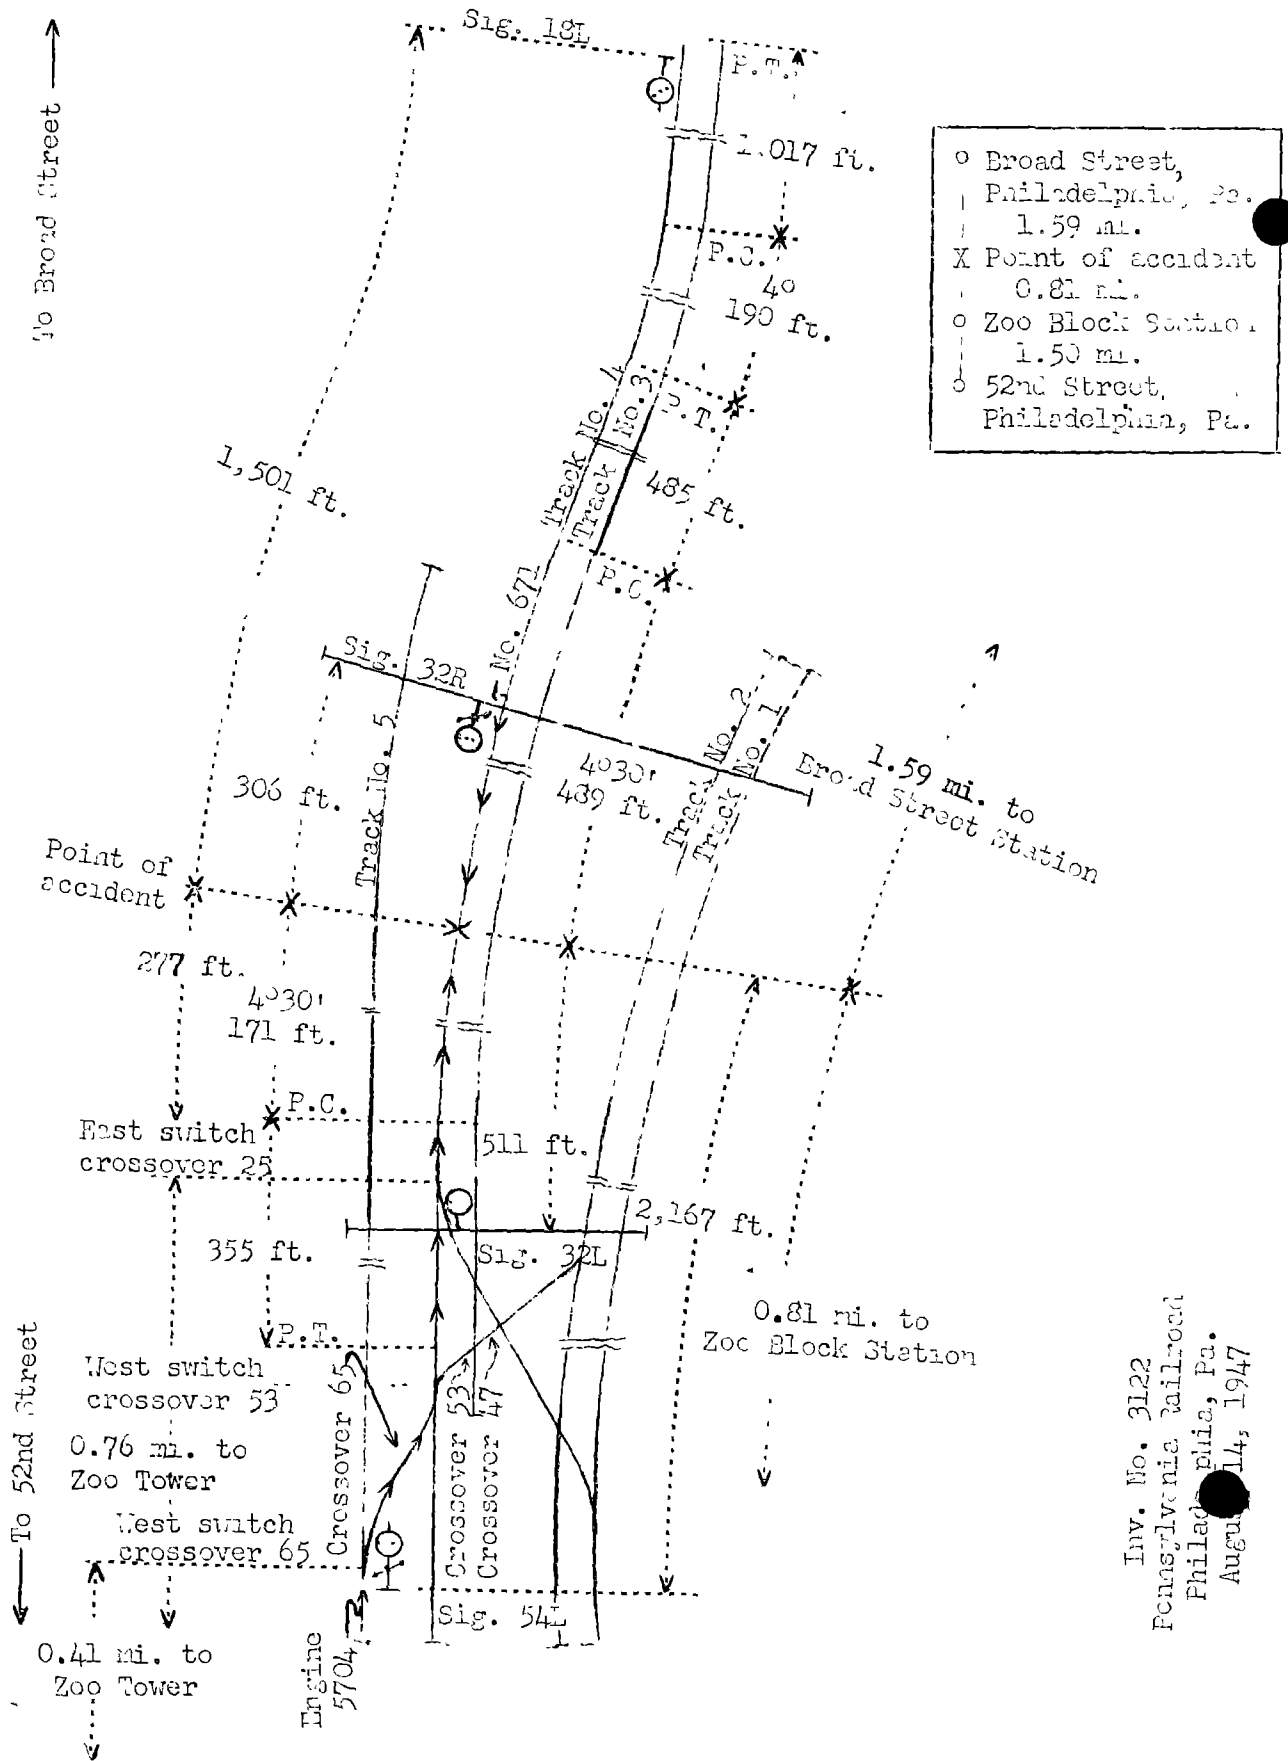 Sig. 18L
To Broad Street
P.T.
1.017 ft.
P.C.
40
190 ft.
Broad Street,
Philadelphia, Pa.
1.59 mi.
X Point of accident
0.81 mi.
Zoo Block Station
1.50 mi.
52nd Street,
Philadelphia, Pa.
Track No. 4
Track No. 3
P.T.
485 ft.
P.C.
1,501 ft.
No. 671
Sig. 32R
Track No. 5
306 ft.
4°30'
489 ft.
Track No. 2
Track No. 1
1.59 mi. to
Broad Street Station
Point of
accident
277 ft.
4°30'
171 ft.
P.C.
East switch
crossover 25
511 ft.
2,167 ft.
355 ft.
Sig. 32L
P.T.
0.81 mi. to
Zoo Block Station
To 52nd Street
West switch
crossover 53
0.76 mi. to
Zoo Tower
West switch
crossover 65
Crossover 65
Crossover 53
Crossover 47
Sig. 54L
0.41 mi. to
Zoo Tower
Engine
5704
Inv. No. 3122
Pennsylvania Railroad
Philadelphia, Pa.
August 14, 1947